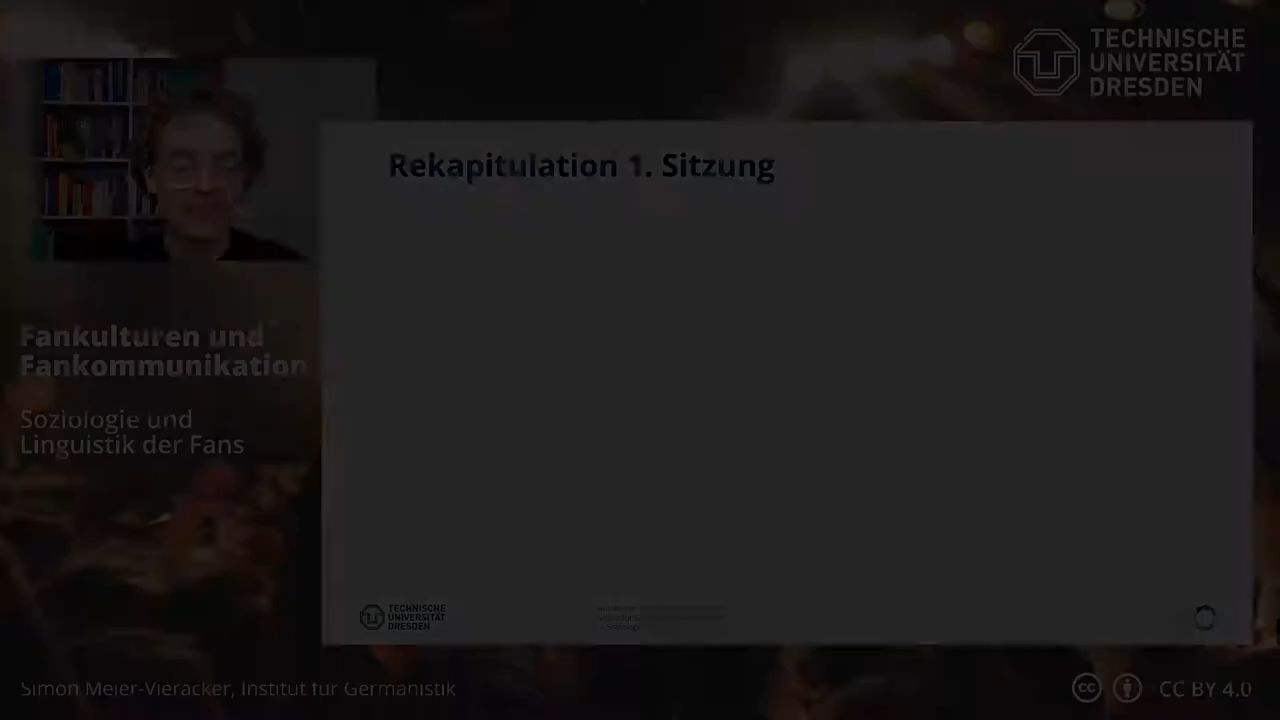 TECHNISCHE
UNIVERSITÄT
DRESDEN
Rekapitulation 1. Sitzung
Fankulturen und
Fankommunikation
Soziologie und
Linguistik der Fans
TECHNISCHE
UNIVERSITÄT
DRESDEN
Simon Meier-Vieracker, Institut für Germanistik
CC BY 4.0